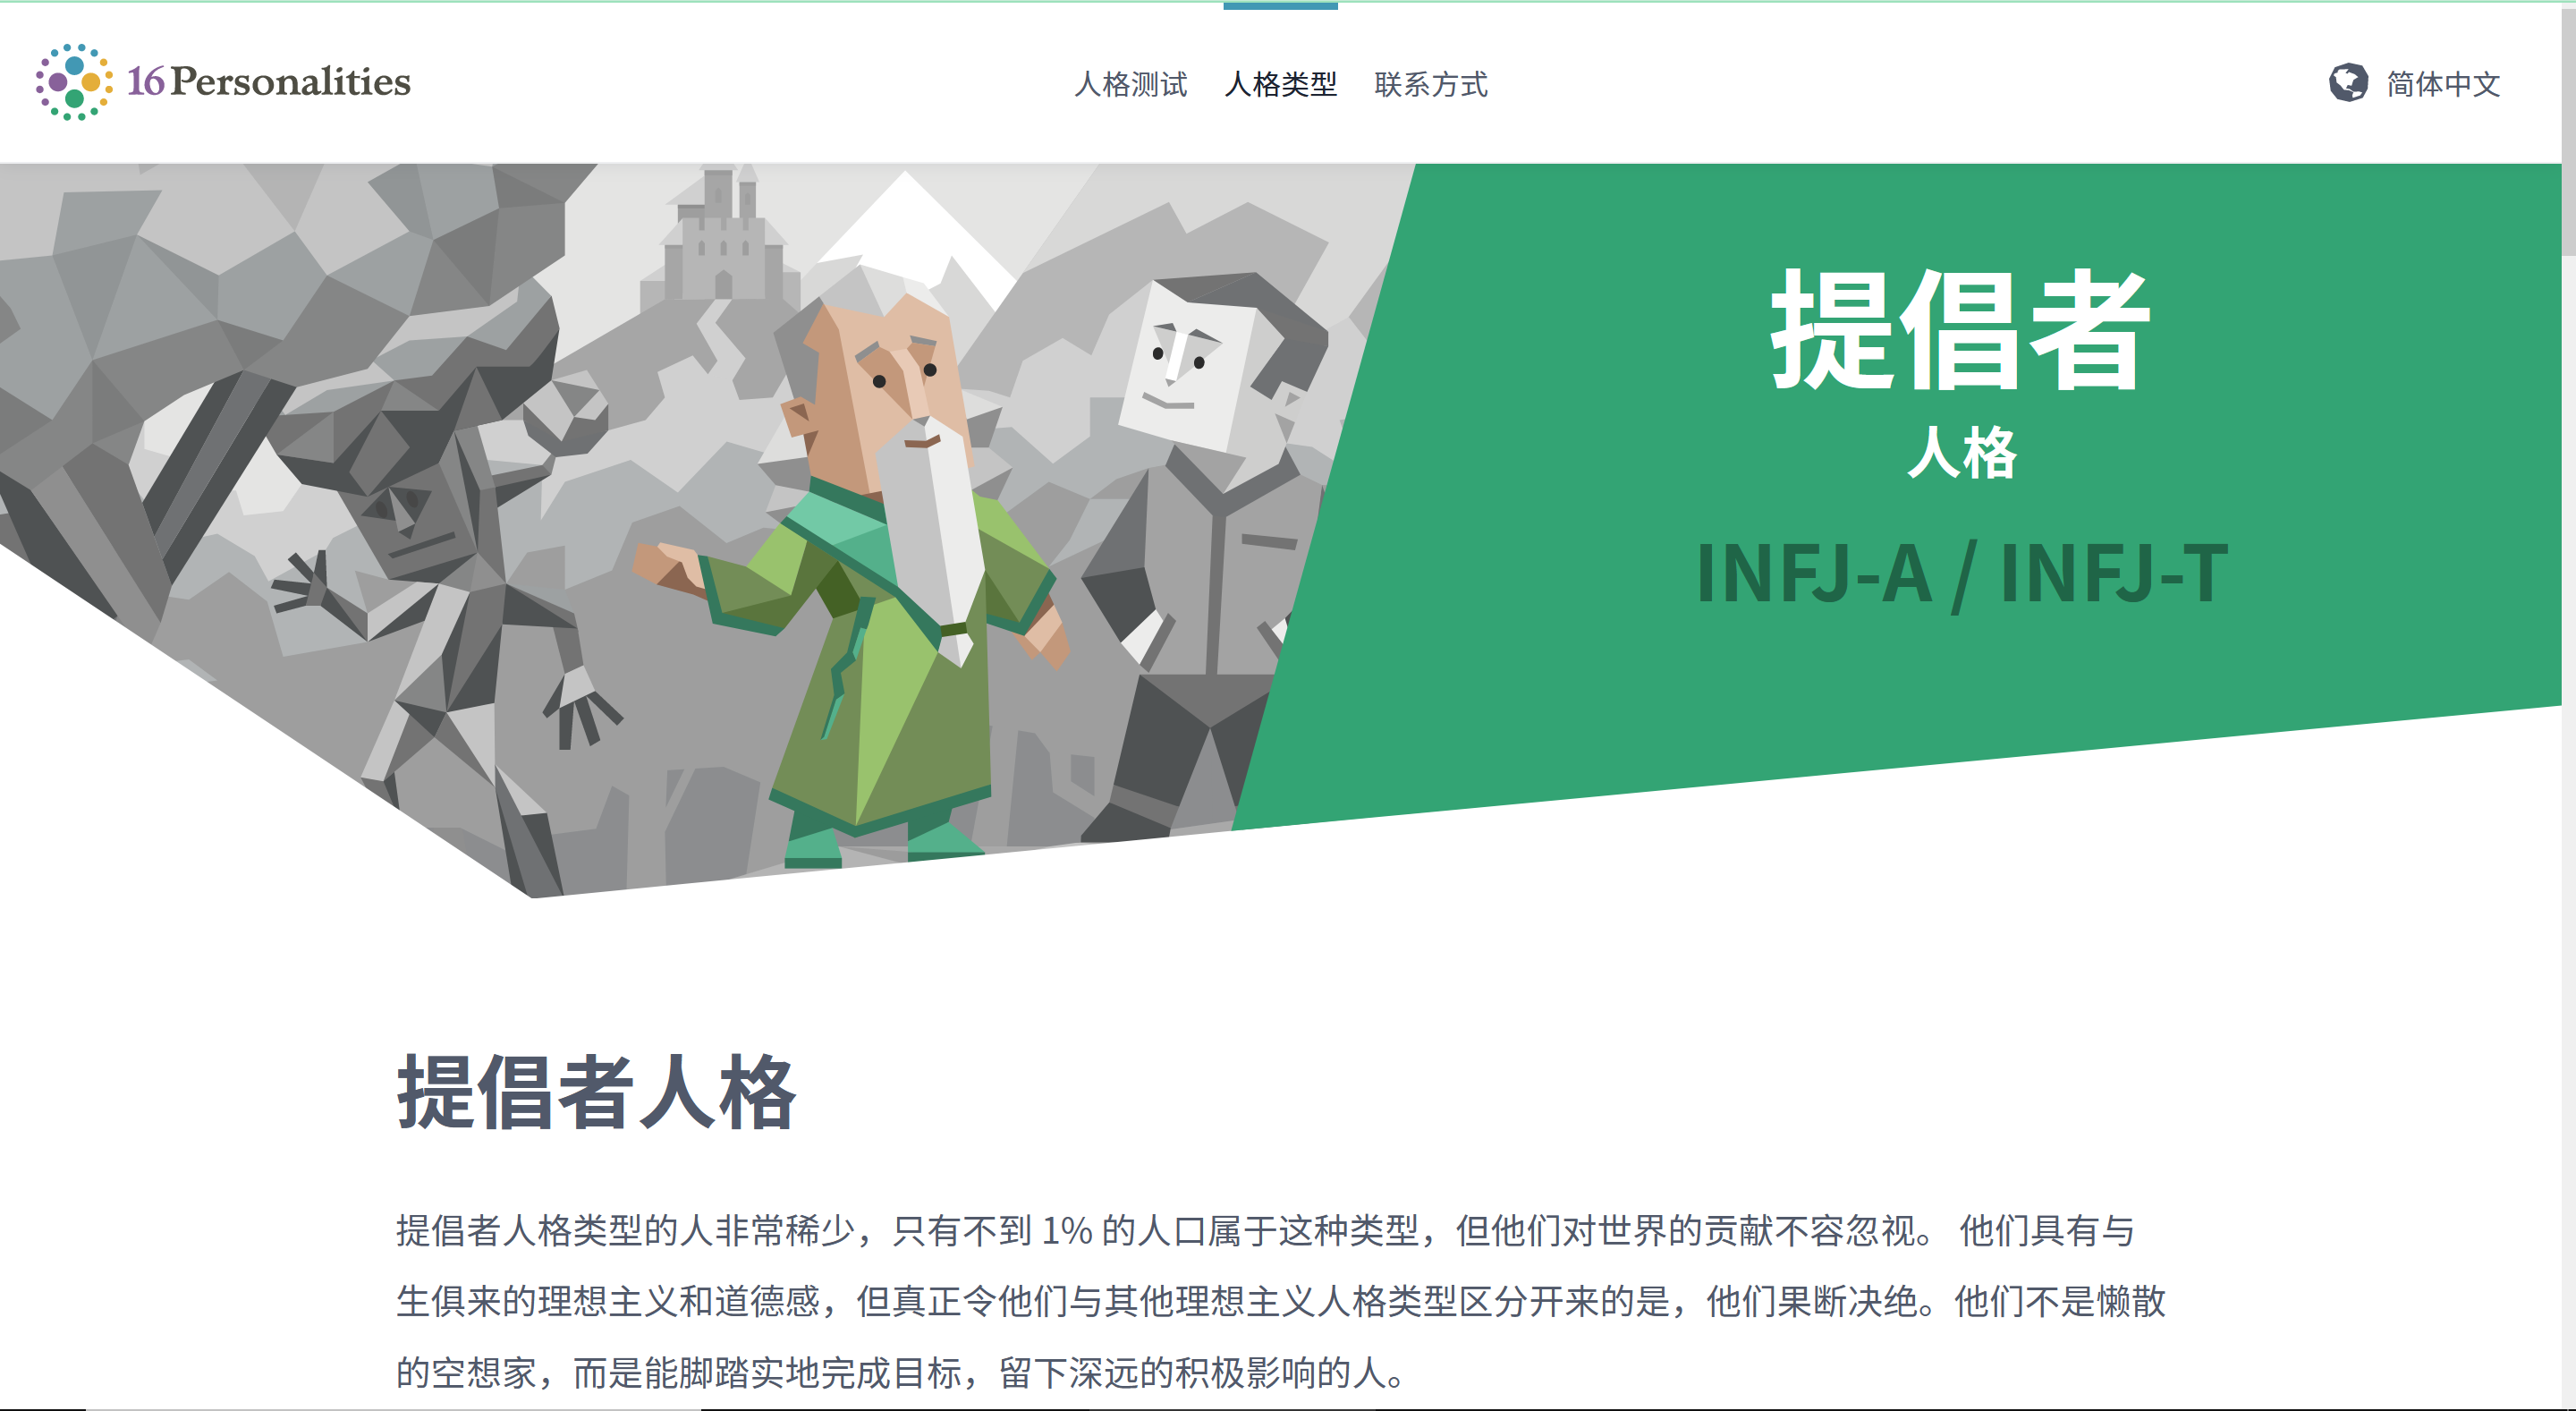 16Personalities
人格测试 人格类型 联系方式
简体中文
提倡者
人格
INFJ-A / INFJ-T
提倡者人格
提倡者人格类型的人非常稀少，只有不到 1% 的人口属于这种类型，但他们对世界的贡献不容忽视。 他们具有与
生俱来的理想主义和道德感，但真正令他们与其他理想主义人格类型区分开来的是，他们果断决绝。他们不是懒散
的空想家，而是能脚踏实地完成目标，留下深远的积极影响的人。